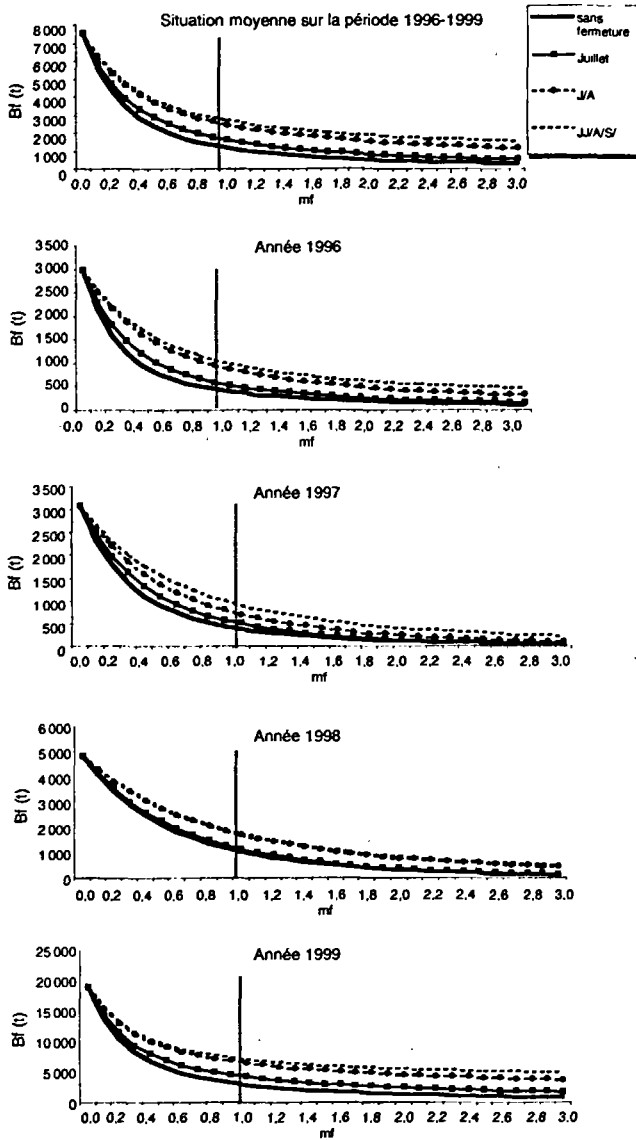 Situation moyenne sur la période 1996-1999
sans
fermeture
Juillet
J/A
JJ/A/S/
8 000
7 000
6 000
5 000
4 000
3 000
2 000
1 000
0
Bf (t)
0,0 0,2 0,4 0,6 0,8 1,0 1,2 1,4 1,6 1,8 2,0 2,2 2,4 2,6 2,8 3,0
mf
Année 1996
3 500
3 000
2 500
2 000
1 500
1 000
500
0
Bf (t)
0,0 0,2 0,4 0,6 0,8 1,0 1,2 1,4 1,6 1,8 2,0 2,2 2,4 2,6 2,8 3,0
mf
Année 1997
3 500
3 000
2 500
2 000
1 500
1 000
500
0
Bf (t)
0,0 0,2 0,4 0,6 0,8 1,0 1,2 1,4 1,6 1,8 2,0 2,2 2,4 2,6 2,8 3,0
mf
Année 1998
6 000
5 000
4 000
3 000
2 000
1 000
0
Bf (t)
0,0 0,2 0,4 0,6 0,8 1,0 1,2 1,4 1,6 1,8 2,0 2,2 2,4 2,6 2,8 3,0
mf
Année 1999
25 000
20 000
15 000
10 000
5 000
0
Bf (t)
0,0 0,2 0,4 0,6 0,8 1,0 1,2 1,4 1,6 1,8 2,0 2,2 2,4 2,6 2,8 3,0
mf